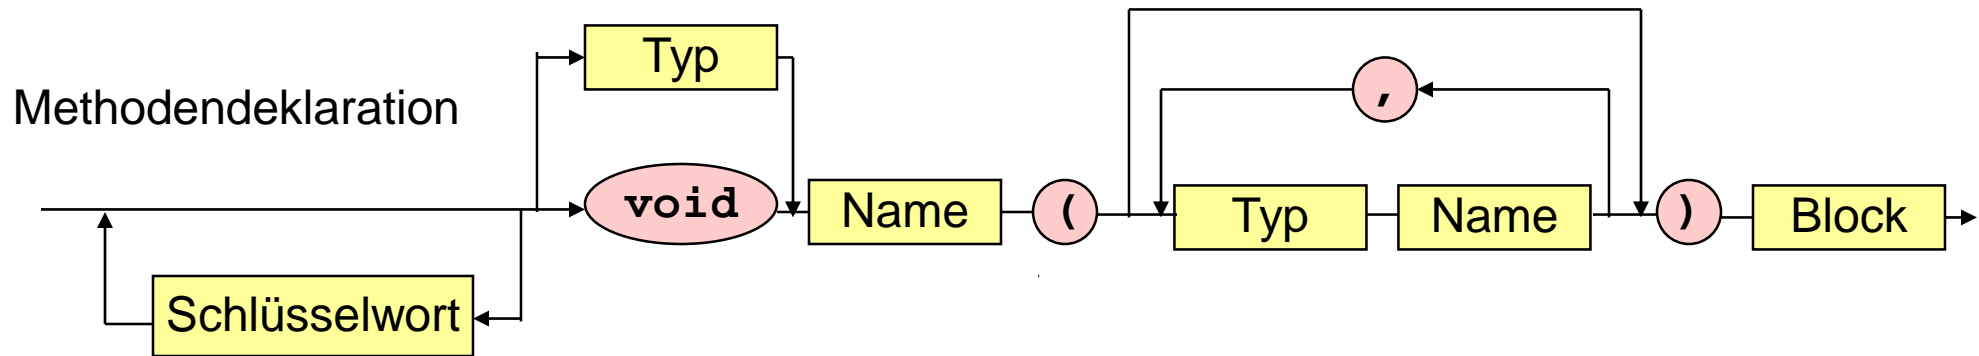 Methodendeklaration
Typ
,
void Name ( Typ Name ) Block
Schlüsselwort